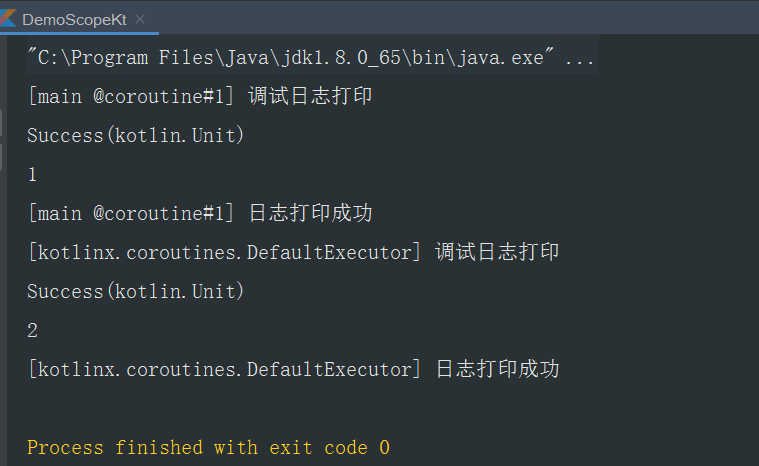 DemoScopeKt
"C:\Program Files\Java\jdk1.8.0_65\bin\java.exe" ...
[main @coroutine#1] 调试日志打印
Success(kotlin.Unit)
1
[main @coroutine#1] 日志打印成功
[kotlinx.coroutines.DefaultExecutor] 调试日志打印
Success(kotlin.Unit)
2
[kotlinx.coroutines.DefaultExecutor] 日志打印成功
Process finished with exit code 0